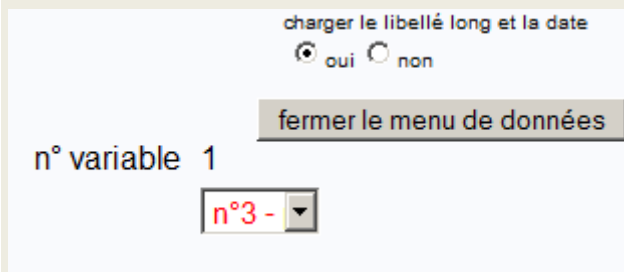 charger le libellé long et la date
oui non
fermer le menu de données
n° variable 1
n°3 -